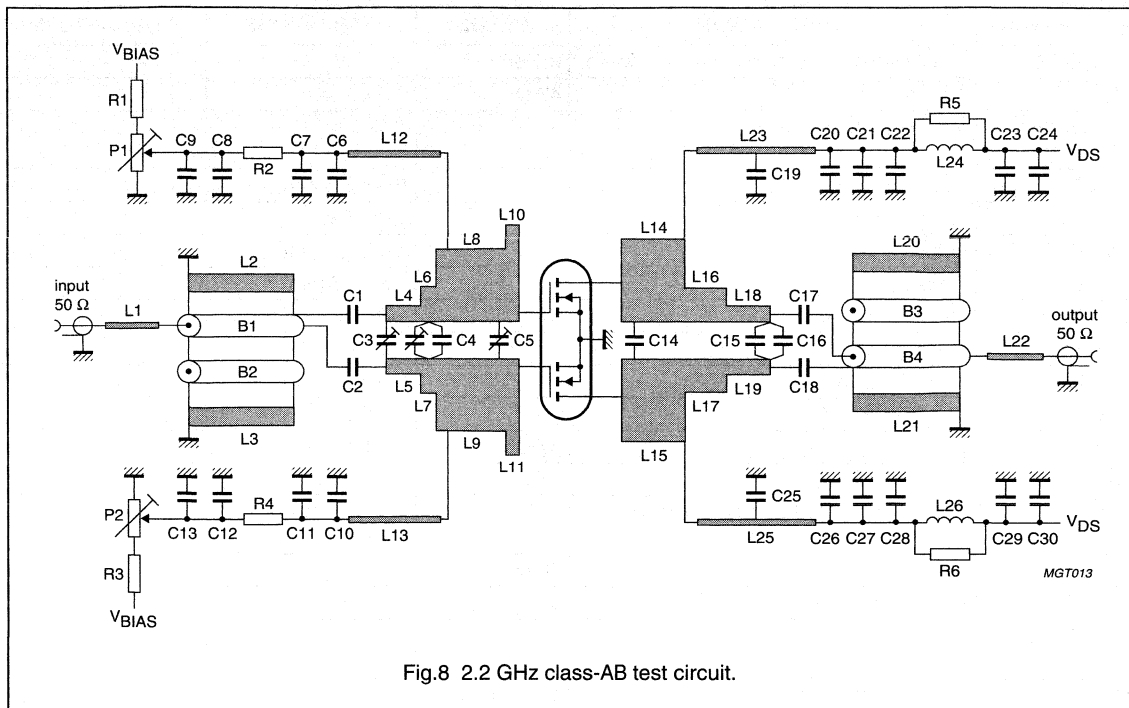 VBIAS
R1
P1
C9 C8 R2 C7 C6 L12
L10
L8
L6
L4
input
50 Ω
L1
L2
B1
B2
L3
C1
C2
C3 C4 C5
L5
L7
L9
L11
P2
C13 C12 R4 C11 C10 L13
R3
VBIAS
R5
L23 C20 C21 C22 L24 C23 C24 VDS
C19
L14
L16
L18
C17
C14 C15 C16
C18
L19
L17
L15
L20
B3
B4
L21
L22
output
50 Ω
C25
L25 C26 C27 C28 L26 C29 C30 VDS
R6
MGT013
Fig.8 2.2 GHz class-AB test circuit.